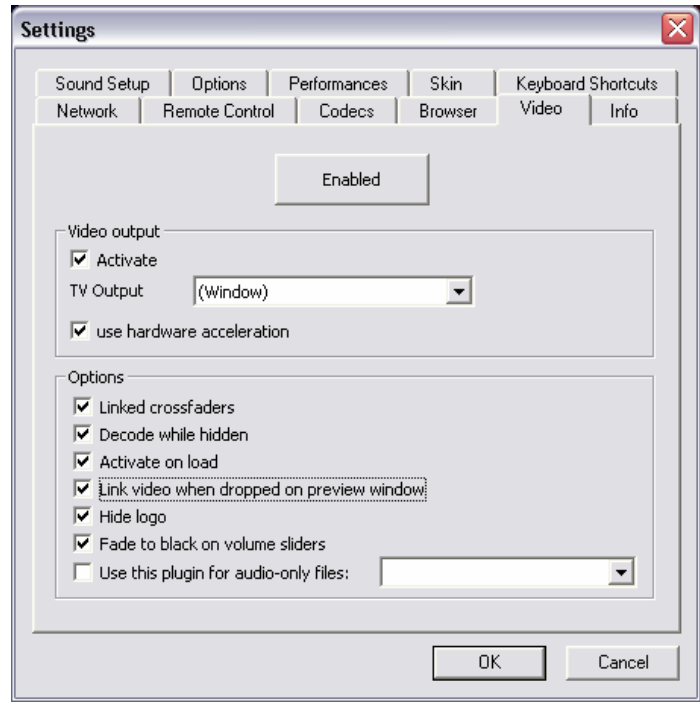 Settings
Sound Setup Options Performances Skin Keyboard Shortcuts
Network Remote Control Codecs Browser Video Info
Enabled
Video output
Activate
TV Output (Window)
use hardware acceleration
Options
Linked crossfaders
Decode while hidden
Activate on load
Link video when dropped on preview window
Hide logo
Fade to black on volume sliders
Use this plugin for audio-only files:
OK Cancel